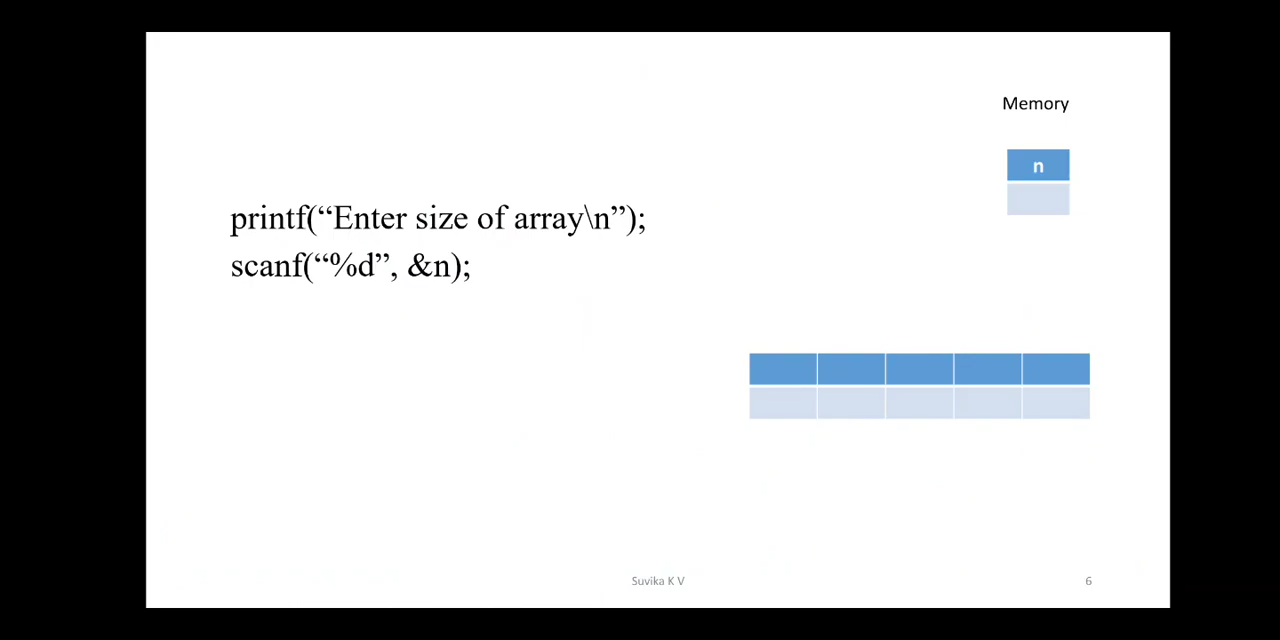 Memory
n
printf(“Enter size of array\n”);
scanf(“%d”, &n);
Suvika K V
6